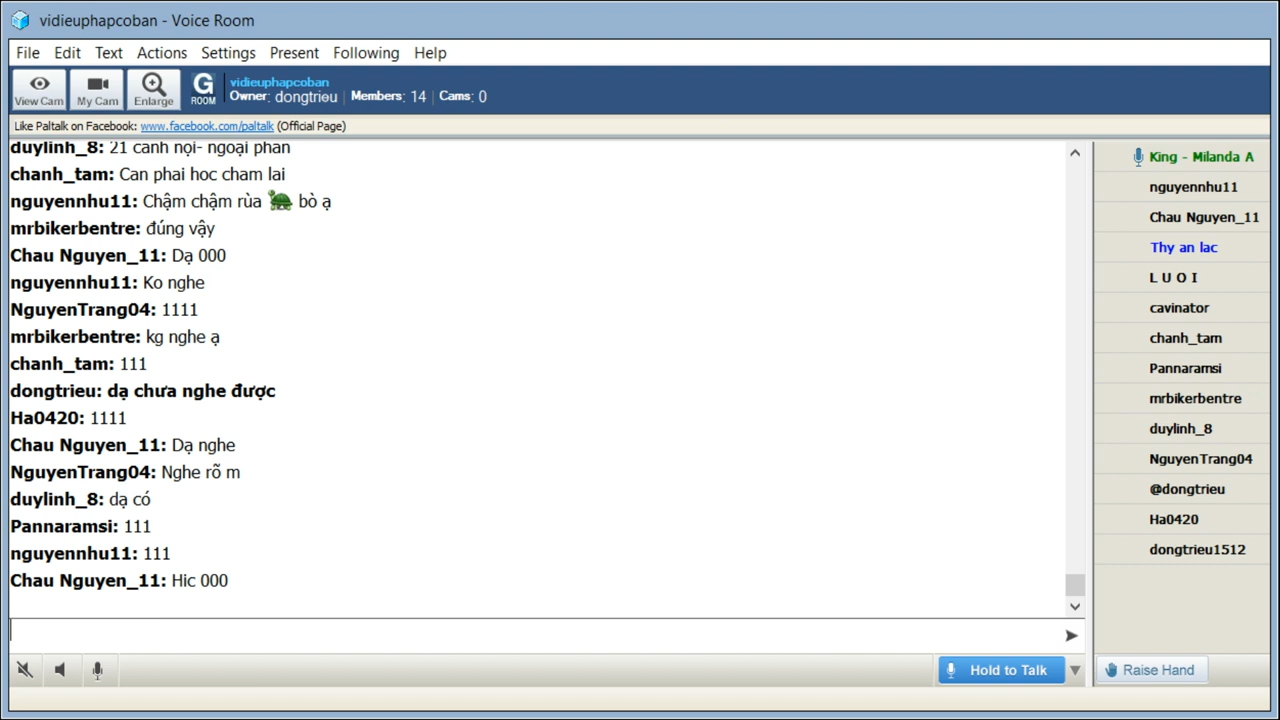 vidieuphapcoban - Voice Room
File Edit Text Actions Settings Present Following Help
View Cam My Cam Enlarge G ROOM
vidieuphapcoban
Owner: dongtrieu | Members: 14 | Cams: 0
Like Paltalk on Facebook: www.facebook.com/paltalk (Official Page)
duylinh_8: 21 cảnh nội- ngoại phần
chanh_tam: Can phai hoc cham lai
nguyennhu11: Chậm chậm rùa 🐢 bò ạ
mrbikerbentre: đúng vậy
Chau Nguyen_11: Dạ 000
nguyennhu11: Ko nghe
NguyenTrang04: 1111
mrbikerbentre: kg nghe ạ
chanh_tam: 111
dongtrieu: dạ chưa nghe được
Ha0420: 1111
Chau Nguyen_11: Dạ nghe
NguyenTrang04: Nghe rõ m
duylinh_8: dạ có
Pannaramsi: 111
nguyennhu11: 111
Chau Nguyen_11: Hic 000
King - Milanda A
nguyennhu11
Chau Nguyen_11
Thy an lac
L U O I
cavinator
chanh_tam
Pannaramsi
mrbikerbentre
duylinh_8
NguyenTrang04
@dongtrieu
Ha0420
dongtrieu1512
Hold to Talk
Raise Hand